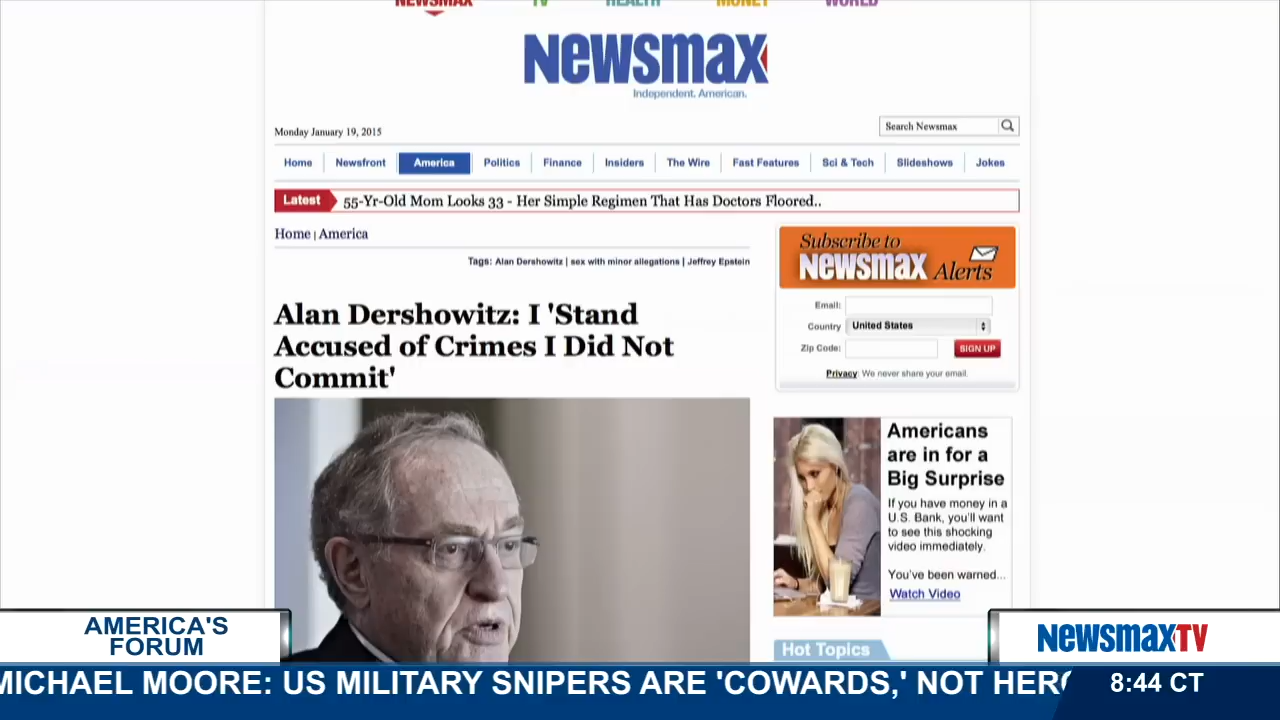 NEWSMAX TV HEALTH MONEY WORLD
NEWSMAX
Independent. American.
Monday January 19, 2015
Search Newsmax
Home Newsfront America Politics Finance Insiders The Wire Fast Features Sci & Tech Slideshows Jokes
Latest 55-Yr-Old Mom Looks 33 - Her Simple Regimen That Has Doctors Floored..
Home | America
Tags: Alan Dershowitz | sex with minor allegations | Jeffrey Epstein
Alan Dershowitz: I 'Stand
Accused of Crimes I Did Not
Commit'
Subscribe to
NEWSMAX Alerts
Email:
Country United States
Zip Code: SIGN UP
Privacy: We never share your email.
Americans
are in for a
Big Surprise
If you have money in a
U.S. Bank, you'll want
to see this shocking
video immediately.
You've been warned...
Watch Video
Hot Topics
AMERICA'S
FORUM
NEWSMAXTV
MICHAEL MOORE: US MILITARY SNIPERS ARE 'COWARDS,' NOT HERO
8:44 CT